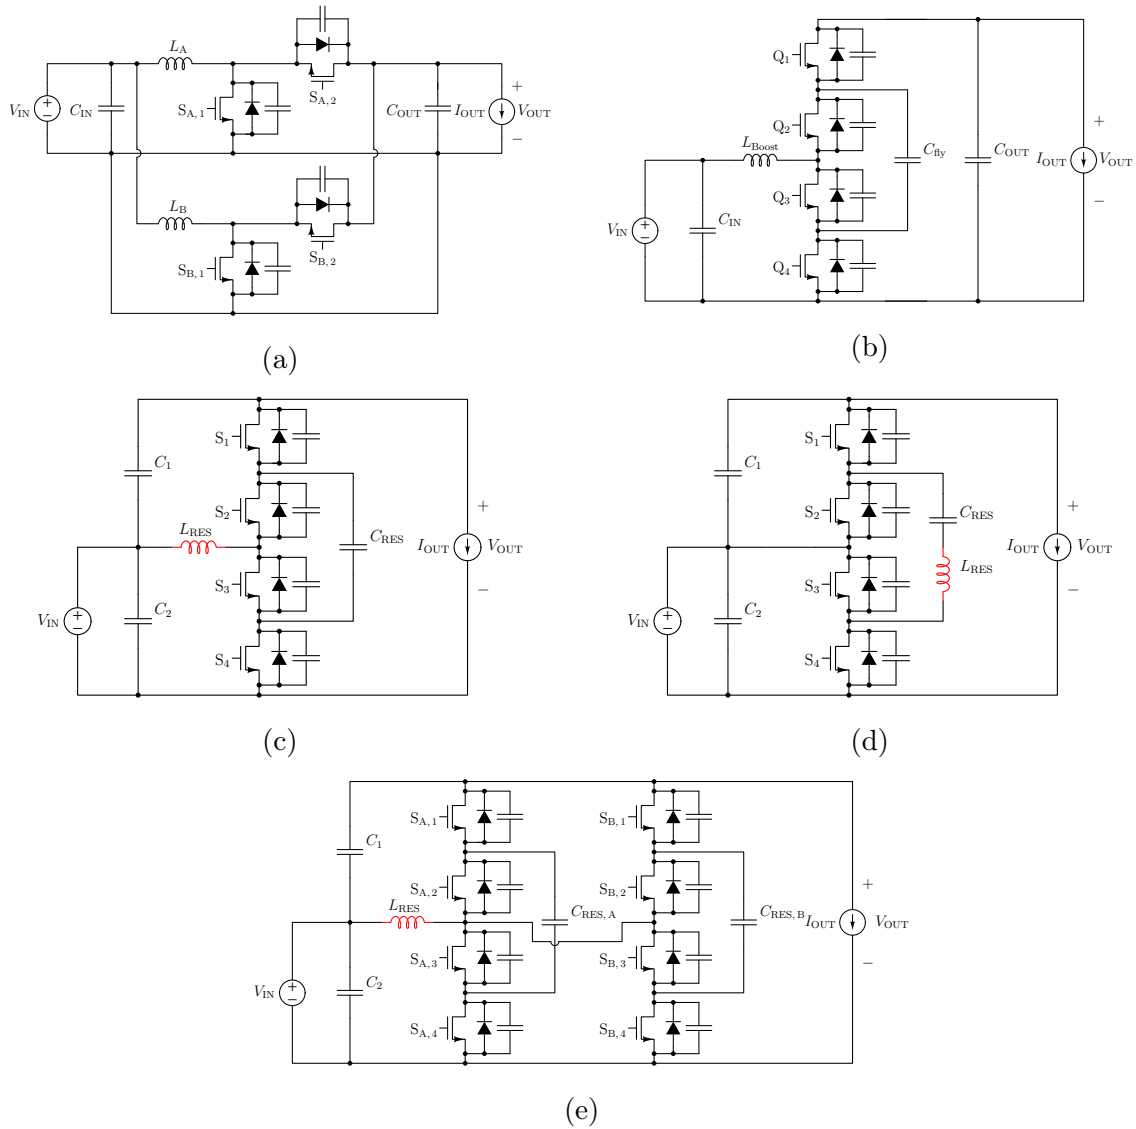 L_A
V_IN
C_IN
S_A,1
S_A,2
C_OUT
I_OUT
V_OUT
+
−
L_B
S_B,1
S_B,2
(a)
Q_1
Q_2
L_Boost
C_fly
C_OUT
I_OUT
V_OUT
+
−
Q_3
V_IN
C_IN
Q_4
(b)
S_1
C_1
S_2
L_RES
C_RES
I_OUT
V_OUT
+
−
S_3
V_IN
C_2
S_4
(c)
S_1
C_1
S_2
C_RES
L_RES
I_OUT
V_OUT
+
−
S_3
V_IN
C_2
S_4
(d)
S_A,1
S_B,1
C_1
S_A,2
S_B,2
L_RES
C_RES,A
C_RES,B
I_OUT
V_OUT
+
−
S_A,3
S_B,3
V_IN
C_2
S_A,4
S_B,4
(e)